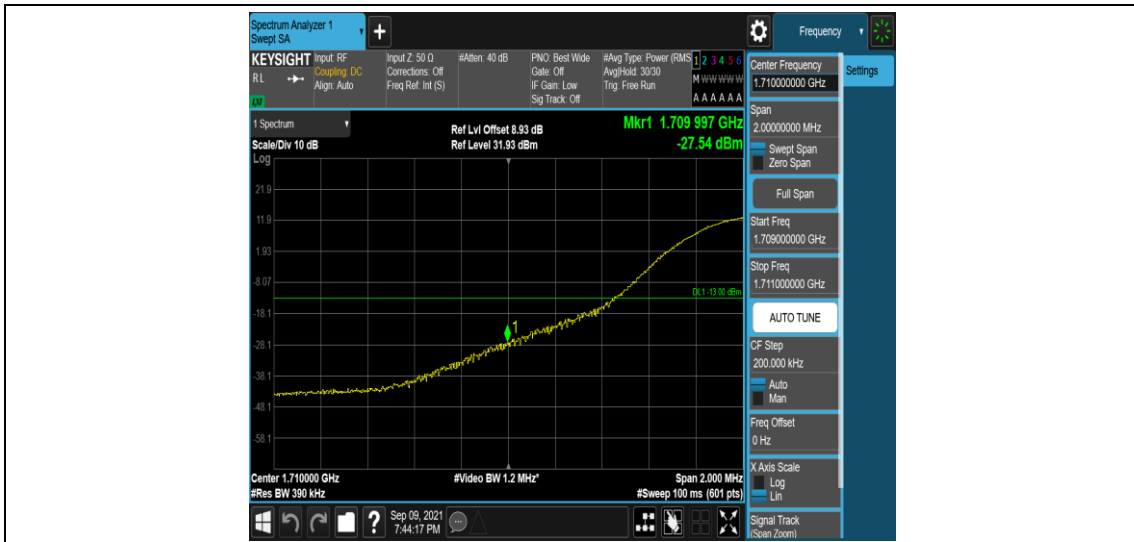 Spectrum Analyzer 1
Swept SA
+
Frequency
KEYSIGHT
RL
LXI
Input: RF
Coupling: DC
Align: Auto
Input Z: 50 Ω
Corrections: Off
Freq Ref: Int (S)
#Atten: 40 dB
PNO: Best Wide
Gate: Off
IF Gain: Low
Sig Track: Off
#Avg Type: Power (RMS
Avg|Hold: 30/30
Trig: Free Run
1 2 3 4 5 6
M W W W W W
A A A A A A
1 Spectrum
Scale/Div 10 dB
Ref Lvl Offset 8.93 dB
Ref Level 31.93 dBm
Mkr1 1.709 997 GHz
-27.54 dBm
Log
21.9
11.9
1.93
-8.07
DL1 -13.00 dBm
-18.1
1
-28.1
-38.1
-48.1
-58.1
Center 1.710000 GHz
#Video BW 1.2 MHz*
Span 2.000 MHz
#Res BW 390 kHz
#Sweep 100 ms (601 pts)
?
Sep 09, 2021
7:44:17 PM
Center Frequency
1.710000000 GHz
Settings
Span
2.00000000 MHz
Swept Span
Zero Span
Full Span
Start Freq
1.709000000 GHz
Stop Freq
1.711000000 GHz
AUTO TUNE
CF Step
200.000 kHz
Auto
Man
Freq Offset
0 Hz
X Axis Scale
Log
Lin
Signal Track
(Span Zoom)